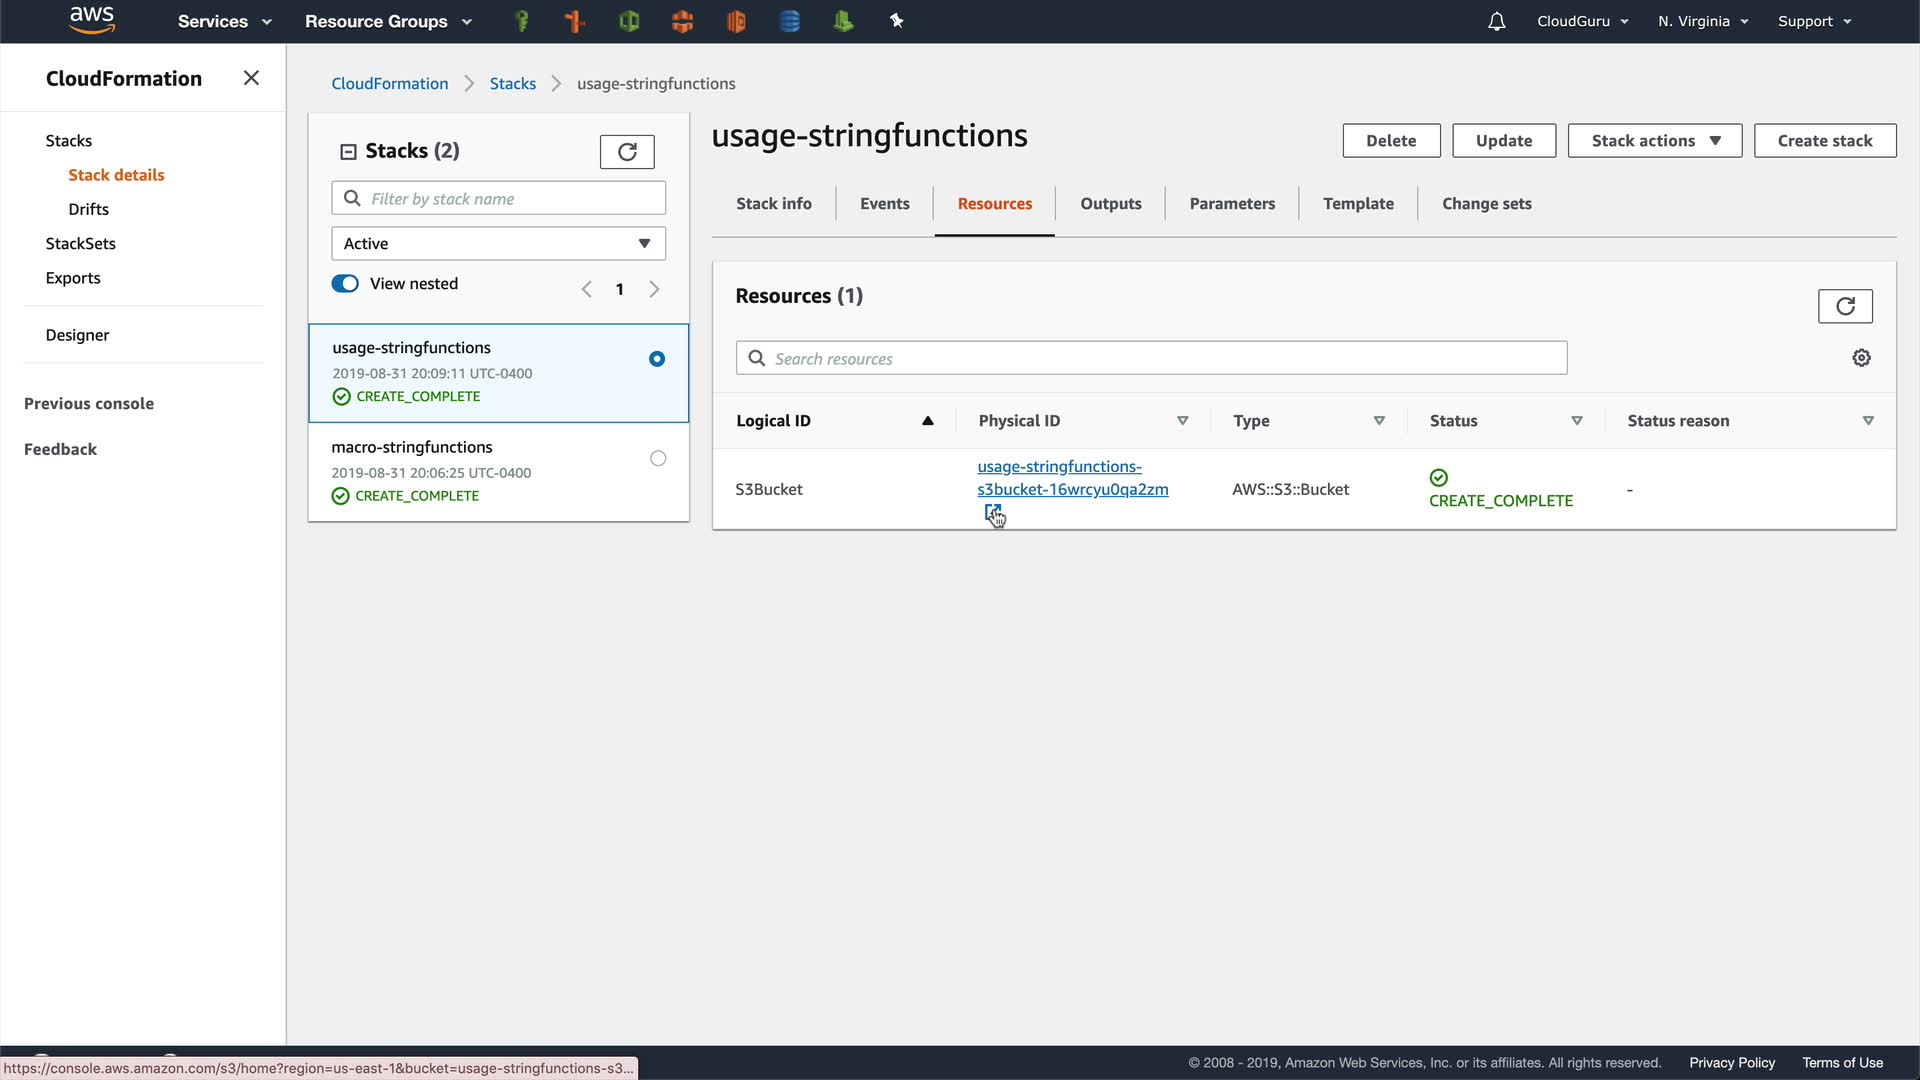 aws Services Resource Groups CloudGuru N. Virginia Support
CloudFormation
Stacks
Stack details
Drifts
StackSets
Exports
Designer
Previous console
Feedback
CloudFormation > Stacks > usage-stringfunctions
Stacks (2)
Filter by stack name
Active
View nested
< 1 >
usage-stringfunctions
2019-08-31 20:09:11 UTC-0400
CREATE_COMPLETE
macro-stringfunctions
2019-08-31 20:06:25 UTC-0400
CREATE_COMPLETE
usage-stringfunctions
Delete Update Stack actions Create stack
Stack info Events Resources Outputs Parameters Template Change sets
Resources (1)
Search resources
Logical ID Physical ID Type Status Status reason
S3Bucket
usage-stringfunctions-
s3bucket-16wrcyu0qa2zm
AWS::S3::Bucket
CREATE_COMPLETE
-
https://console.aws.amazon.com/s3/home?region=us-east-1&bucket=usage-stringfunctions-s3...
© 2008 - 2019, Amazon Web Services, Inc. or its affiliates. All rights reserved. Privacy Policy Terms of Use